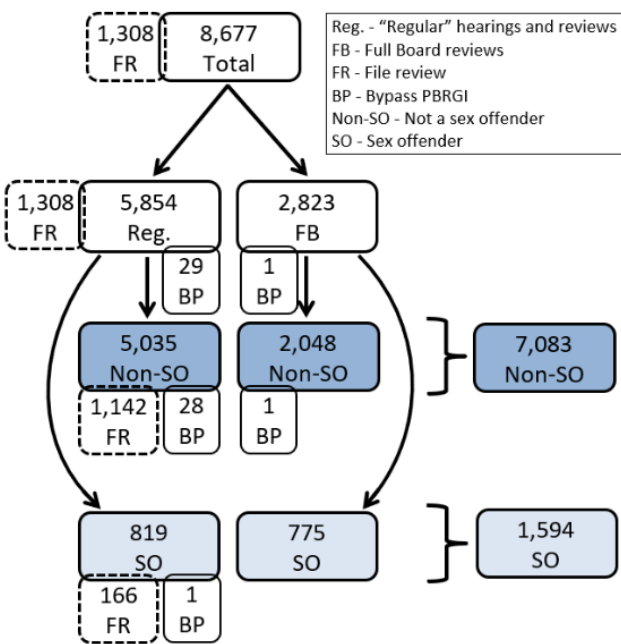 1,308
FR
8,677
Total
Reg. - “Regular” hearings and reviews
FB - Full Board reviews
FR - File review
BP - Bypass PBRGI
Non-SO - Not a sex offender
SO - Sex offender
1,308
FR
5,854
Reg.
2,823
FB
29
BP
1
BP
5,035
Non-SO
2,048
Non-SO
7,083
Non-SO
1,142
FR
28
BP
1
BP
819
SO
775
SO
1,594
SO
166
FR
1
BP